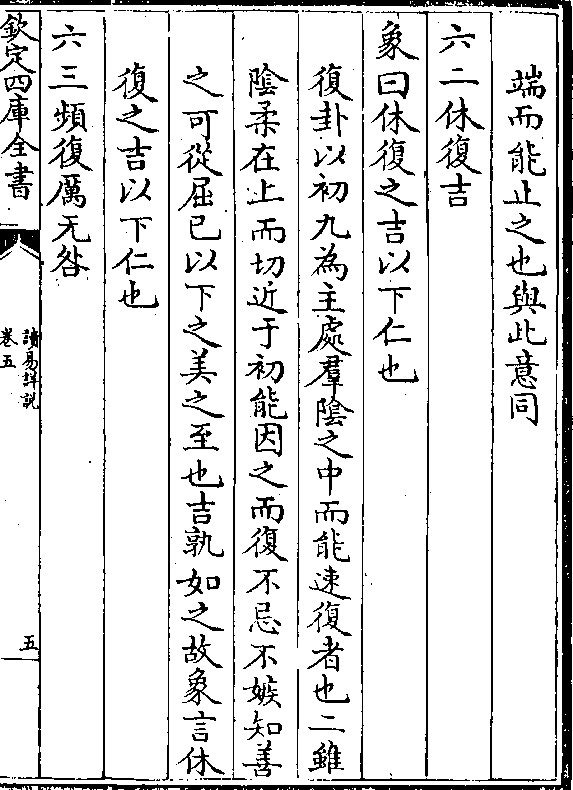 端而能止之也與此意同
六二休復吉
象曰休復之吉以下仁也
復卦以初九為主處羣陰之中而能速復者也二雖
陰柔在上而切近于初能因之而復不忌不嫉知善
之可從屈已以下之美之至也吉孰如之故象言休
復之吉以下仁也
六三頻復厲无咎
欽定四庫全書
讀易詳說
卷五
五